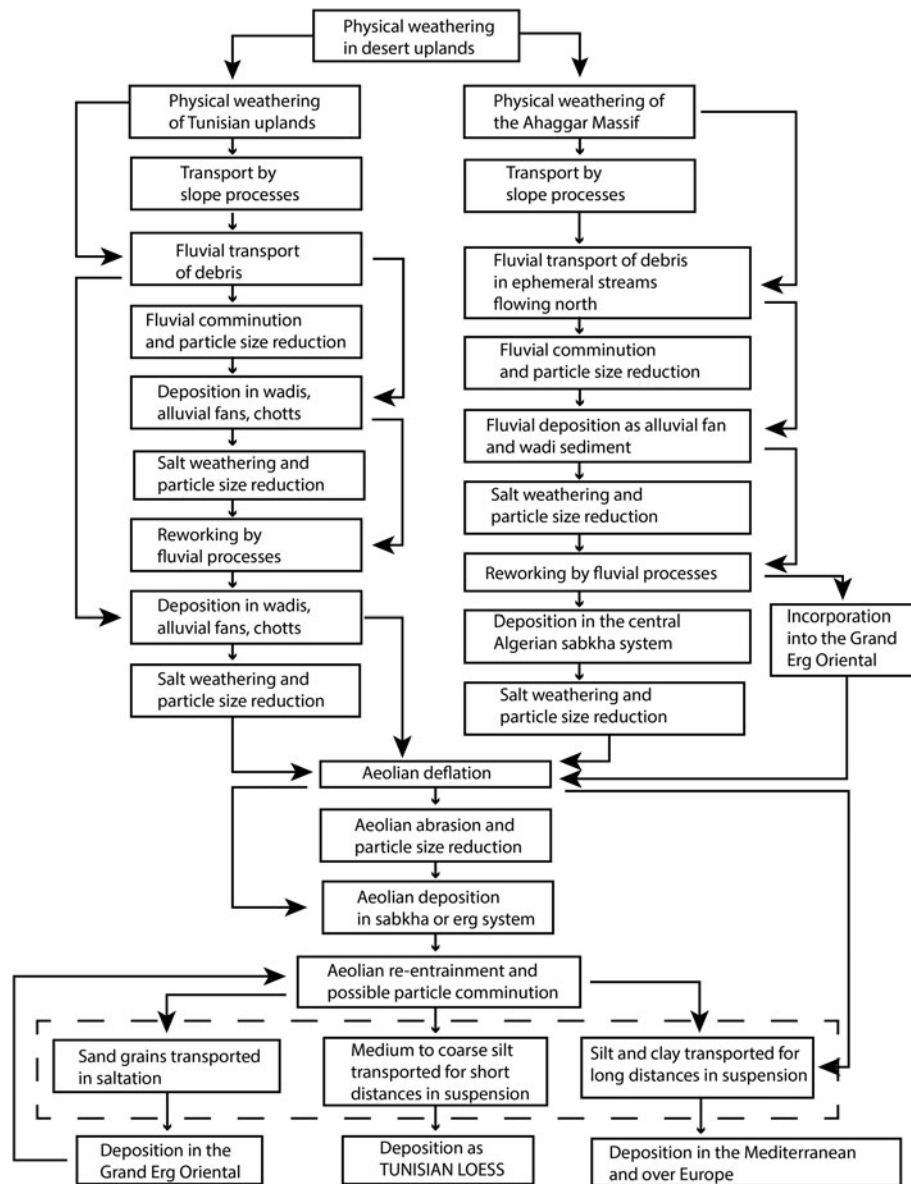 Physical weathering
in desert uplands
Physical weathering
of Tunisian uplands
Physical weathering of
the Ahaggar Massif
Transport by
slope processes
Transport by
slope processes
Fluvial transport
of debris
Fluvial transport of debris
in ephemeral streams
flowing north
Fluvial comminution
and particle size reduction
Fluvial comminution
and particle size reduction
Deposition in wadis,
alluvial fans, chotts
Fluvial deposition as alluvial fan
and wadi sediment
Salt weathering and
particle size reduction
Salt weathering and
particle size reduction
Reworking by
fluvial processes
Reworking by fluvial processes
Deposition in wadis,
alluvial fans, chotts
Deposition in the central
Algerian sabkha system
Incorporation
into the Grand
Erg Oriental
Salt weathering and
particle size reduction
Salt weathering and
particle size reduction
Aeolian deflation
Aeolian abrasion and
particle size reduction
Aeolian deposition
in sabkha or erg system
Aeolian re-entrainment and
possible particle comminution
Sand grains transported
in saltation
Medium to coarse silt
transported for short
distances in suspension
Silt and clay transported for
long distances in suspension
Deposition in the
Grand Erg Oriental
Deposition as
TUNISIAN LOESS
Deposition in the Mediterranean
and over Europe